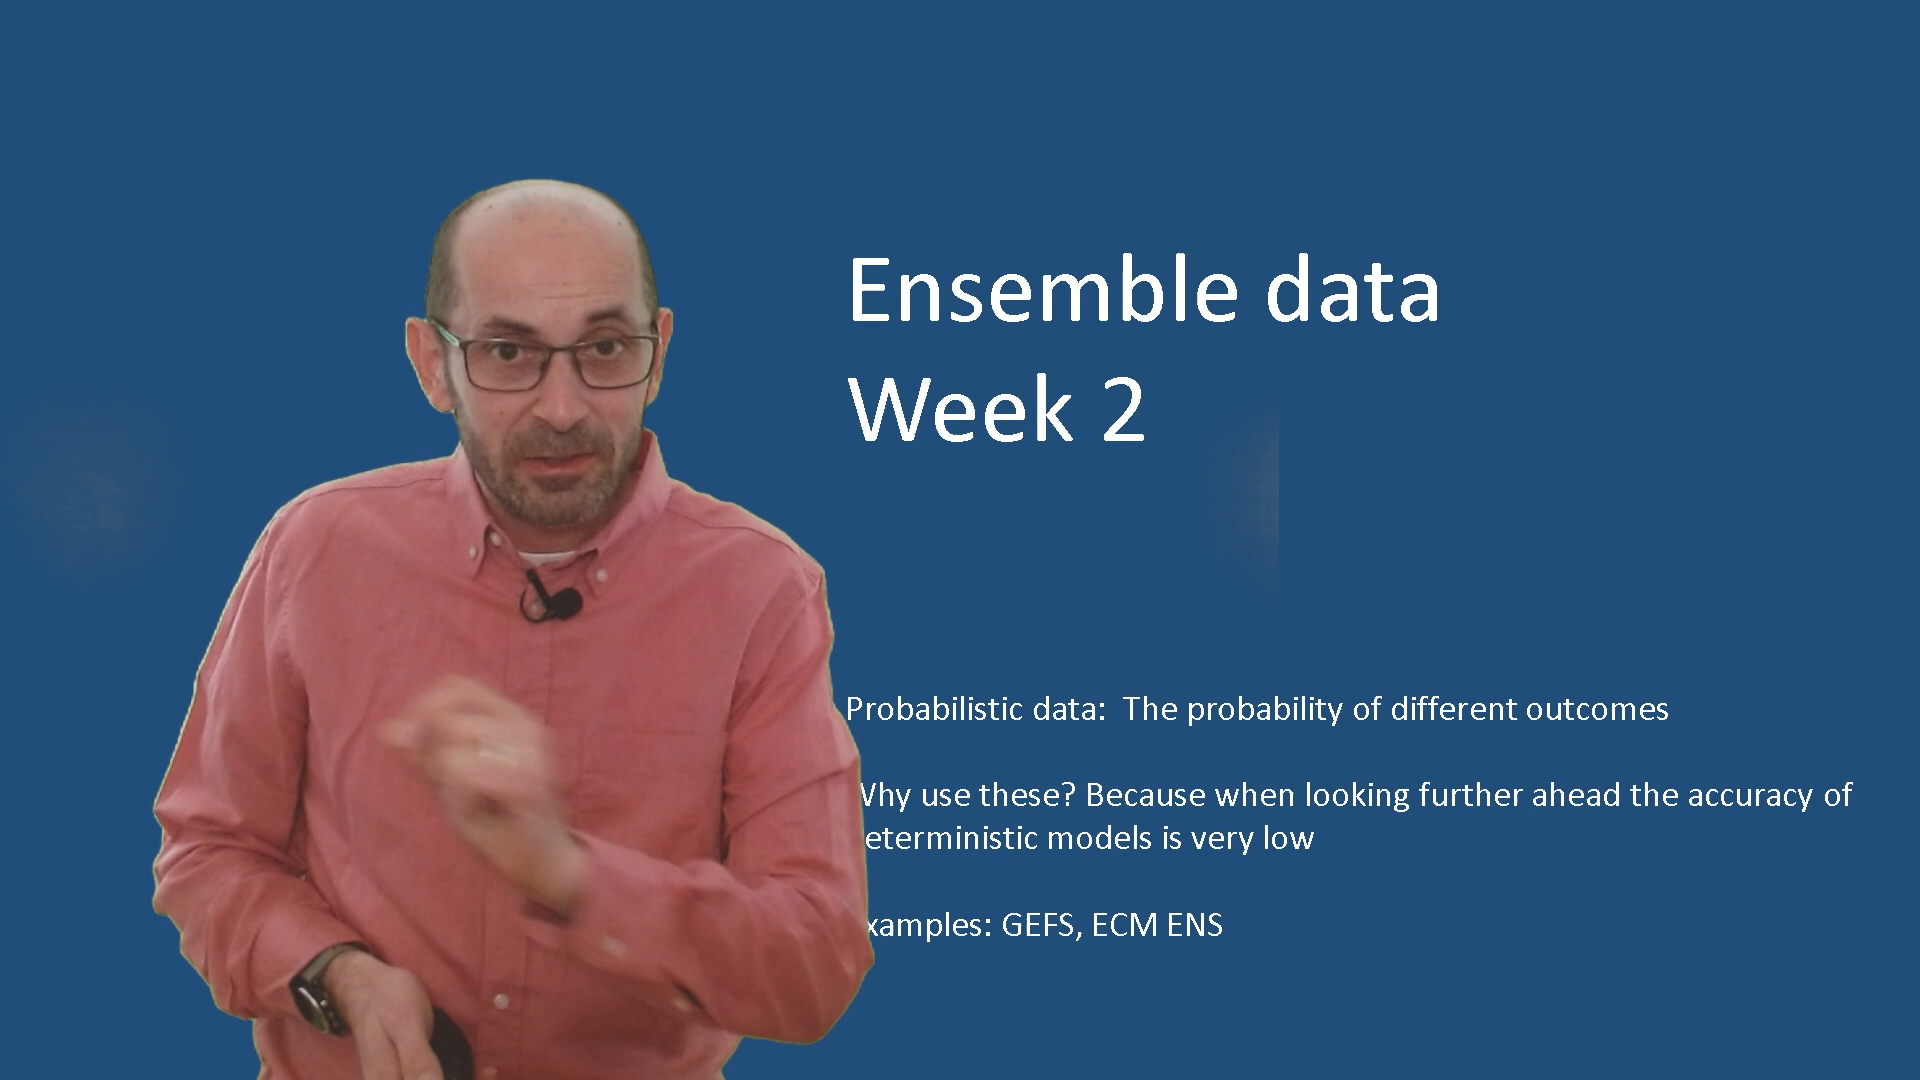 Ensemble data
Week 2
Probabilistic data: The probability of different outcomes
Why use these? Because when looking further ahead the accuracy of
eterministic models is very low
xamples: GEFS, ECM ENS